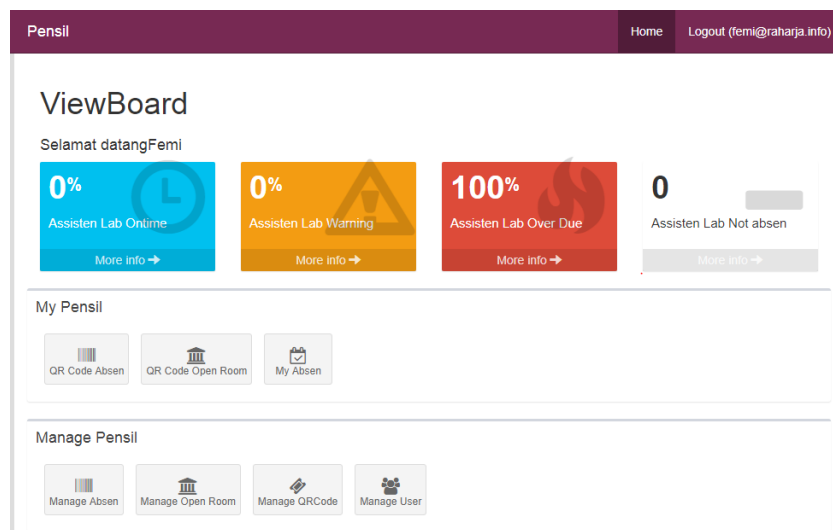 Pensil Home Logout (femi@raharja.info)
ViewBoard
Selamat datangFemi
0% 0% 100% 0
Assisten Lab Ontime Assisten Lab Warning Assisten Lab Over Due Assisten Lab Not absen
More info More info More info More info
My Pensil
QR Code Absen QR Code Open Room My Absen
Manage Pensil
Manage Absen Manage Open Room Manage QRCode Manage User